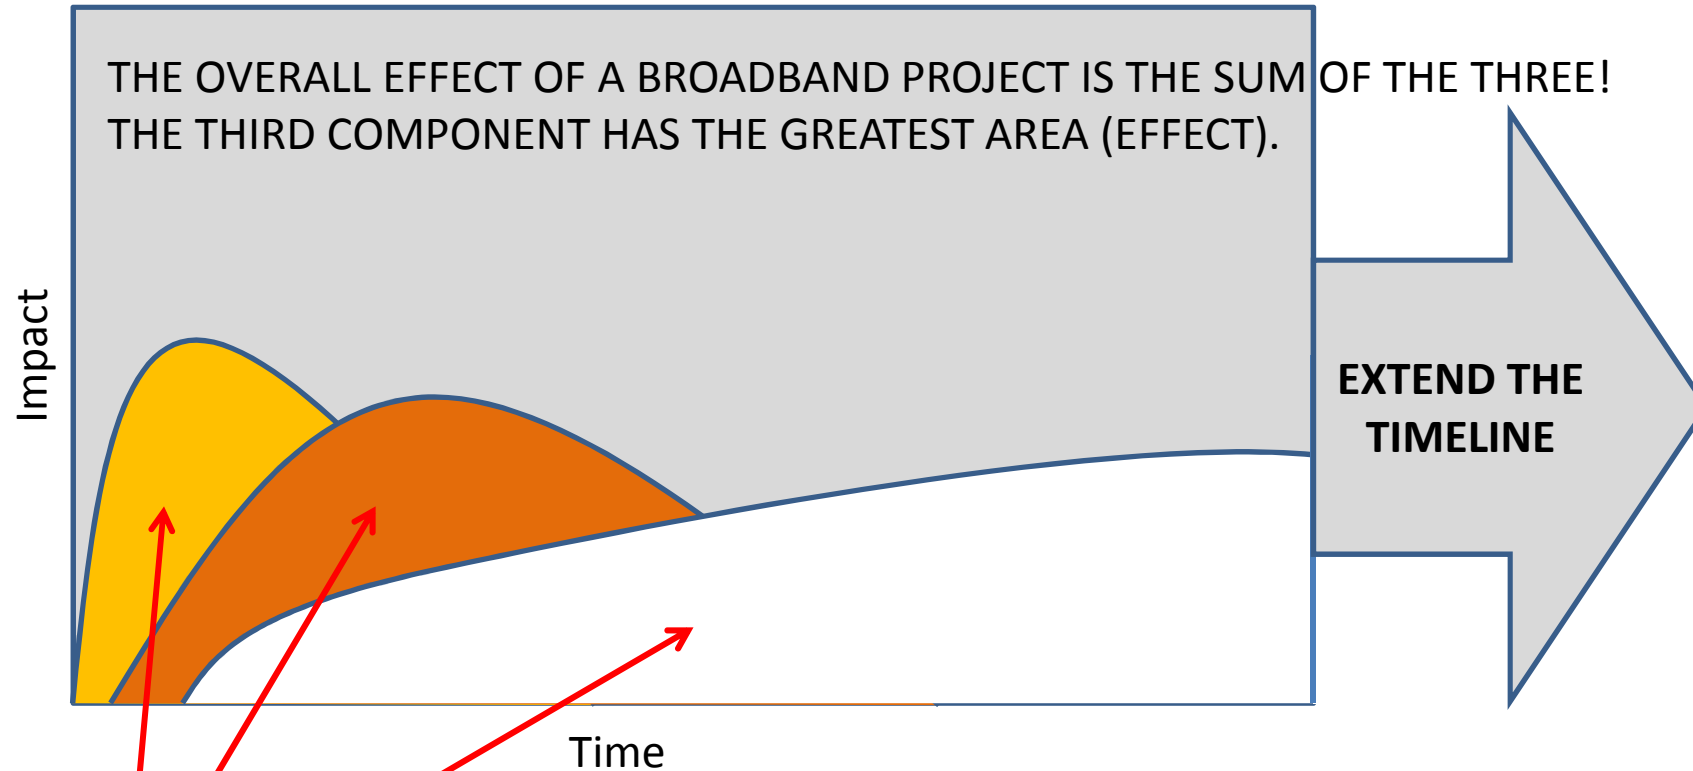 THE OVERALL EFFECT OF A BROADBAND PROJECT IS THE SUM OF THE THREE!
THE THIRD COMPONENT HAS THE GREATEST AREA (EFFECT).
Impact
EXTEND THE
TIMELINE
Time